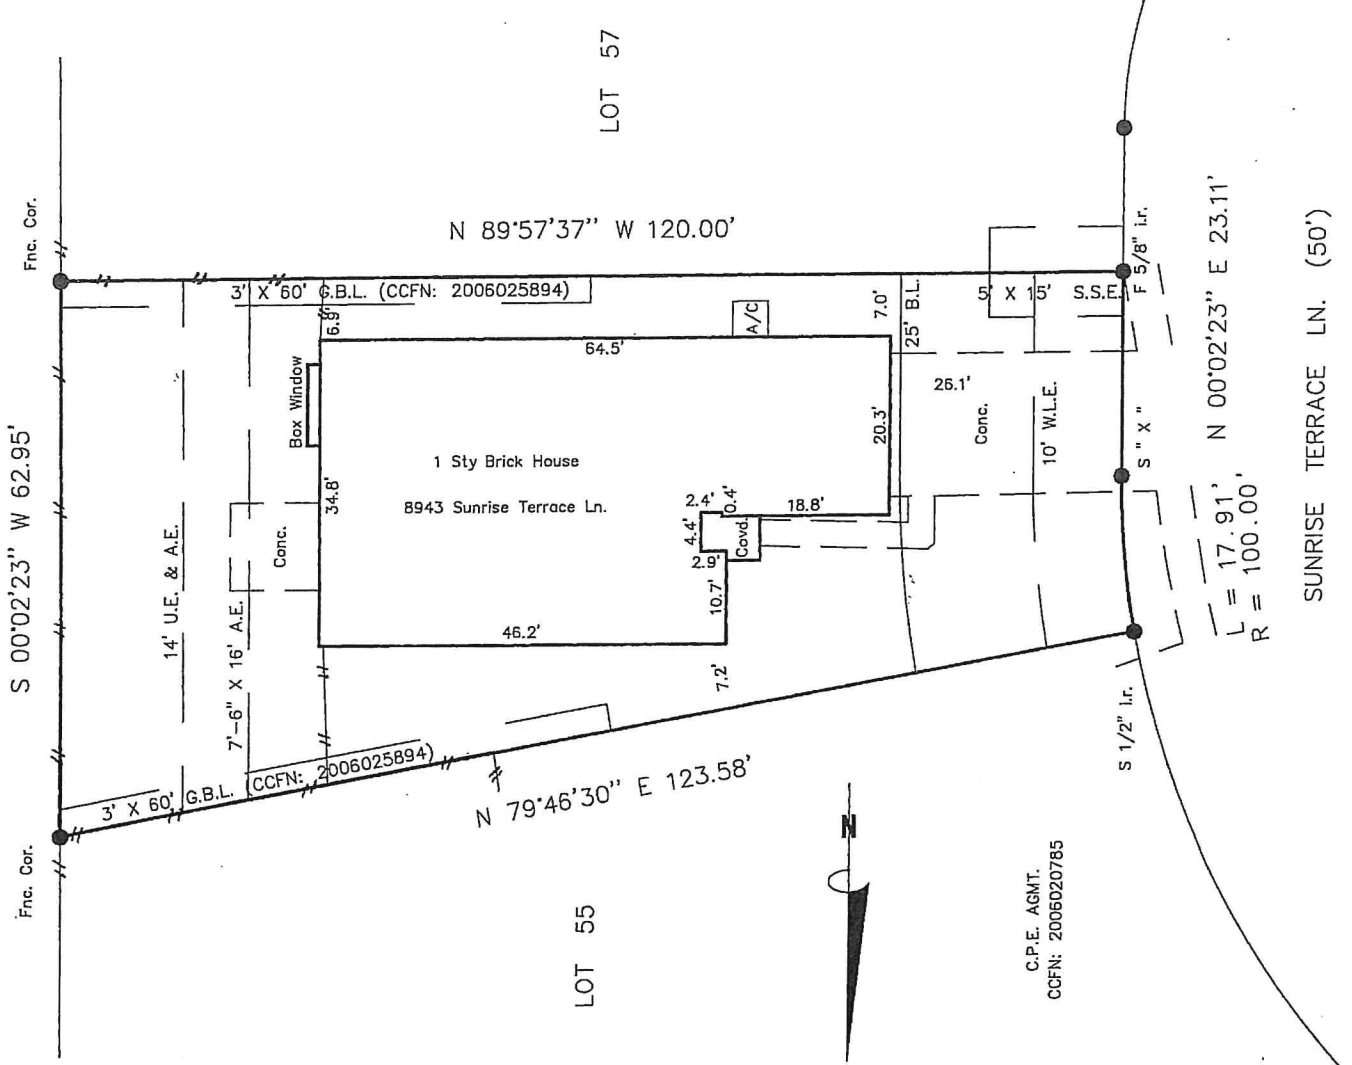 LOT 57
Fnc. Cor.
N 89°57'37" W 120.00'
3' X 60' G.B.L. (CCFN: 2006025894)
6.9'
A/C
7.0'
25' B.L.
5' X 15' S.S.E.
F 5/8" i.r.
64.5'
Box Window
26.1'
Conc.
20.3'
10' W.L.E.
S "X"
N 00°02'23" E 23.11'
SUNRISE TERRACE LN. (50')
S 00°02'23" W 62.95'
1 Sty Brick House
8943 Sunrise Terrace Ln.
34.8'
Conc.
2.4'
0.4'
18.8'
4.4'
Covd.
2.9'
10.7'
46.2'
7.2'
14' U.E. & A.E.
7'-6" X 16' A.E.
L = 17.91'
R = 100.00'
S 1/2" i.r.
3' X 60' G.B.L. (CCFN: 2006025894)
N 79°46'30" E 123.58'
Fnc. Cor.
N
LOT 55
C.P.E. AGMT.
CCFN: 2006020785